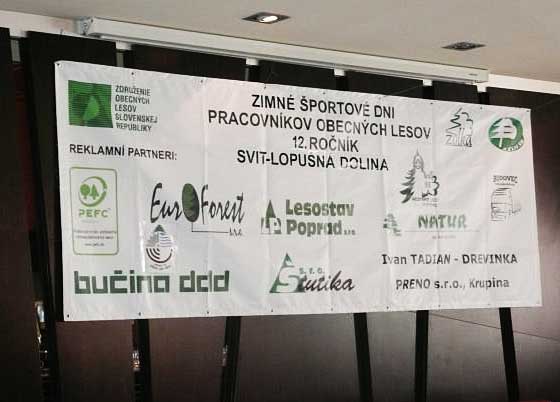 ZDRUŽENIE
OBECNÝCH
LESOV
SLOVENSKEJ
REPUBLIKY
ZIMNÉ ŠPORTOVÉ DNI
PRACOVNÍKOV OBECNÝCH LESOV
12.ROČNÍK
SVIT-LOPUŠNÁ DOLINA
REKLAMNÍ PARTNERI:
PEFC
EuroForest
s.r.o.
Lesostav
Poprad s.r.o.
NATUR
bučina ddd
s.r.o.
Štutika
Ivan TADIAN - DREVINKA
PRENO s.r.o., Krupina